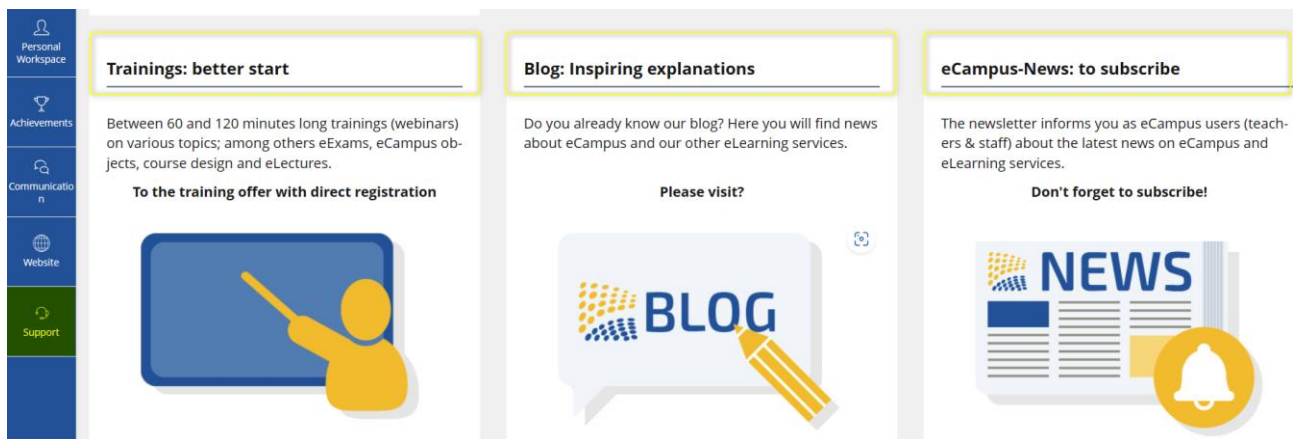 Personal
Workspace
Achievements
Communicatio
n
Website
Support
Trainings: better start
Between 60 and 120 minutes long trainings (webinars)
on various topics; among others eExams, eCampus ob-
jects, course design and eLectures.
To the training offer with direct registration
Blog: Inspiring explanations
Do you already know our blog? Here you will find news
about eCampus and our other eLearning services.
Please visit?
BLOG
eCampus-News: to subscribe
The newsletter informs you as eCampus users (teach-
ers & staff) about the latest news on eCampus and
eLearning services.
Don't forget to subscribe!
NEWS